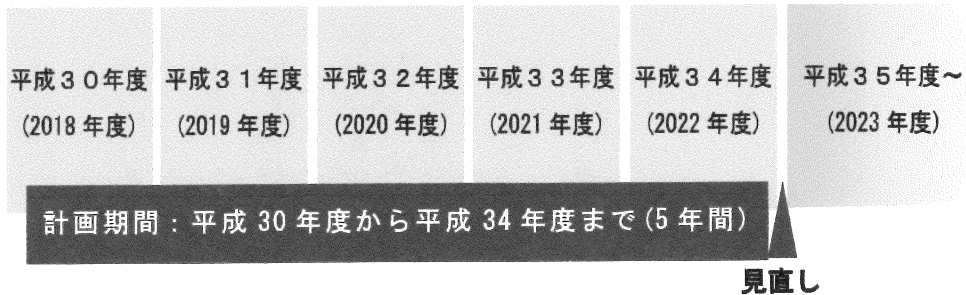 平成３０年度
(2018 年度)
平成３１年度
(2019 年度)
平成３２年度
(2020 年度)
平成３３年度
(2021 年度)
平成３４年度
(2022 年度)
平成３５年度～
(2023 年度)
計画期間：平成 30 年度から平成 34 年度まで(5 年間)
見直し